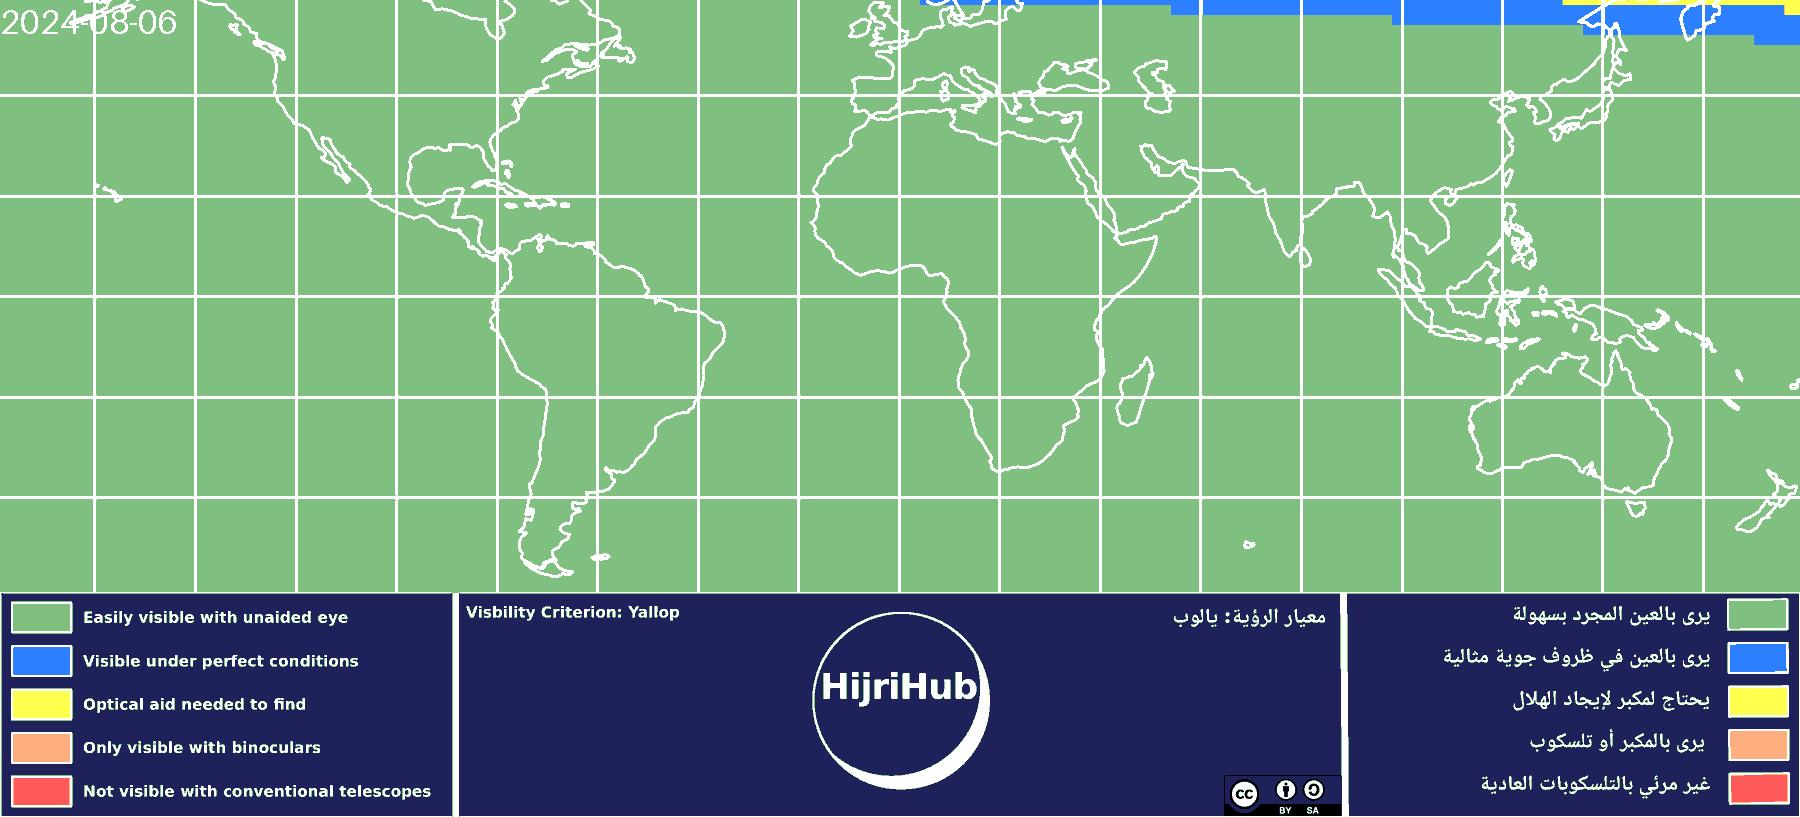 2024-08-06
Easily visible with unaided eye
Visible under perfect conditions
Optical aid needed to find
Only visible with binoculars
Not visible with conventional telescopes
Visbility Criterion: Yallop
معيار الرؤية: يالوب
HijriHub
cc
BY SA
يرى بالعين المجرد بسهولة
يرى بالعين في ظروف جوية مثالية
يحتاج لمكبر لإيجاد الهلال
يرى بالمكبر أو تلسكوب
غير مرئي بالتلسكوبات العادية